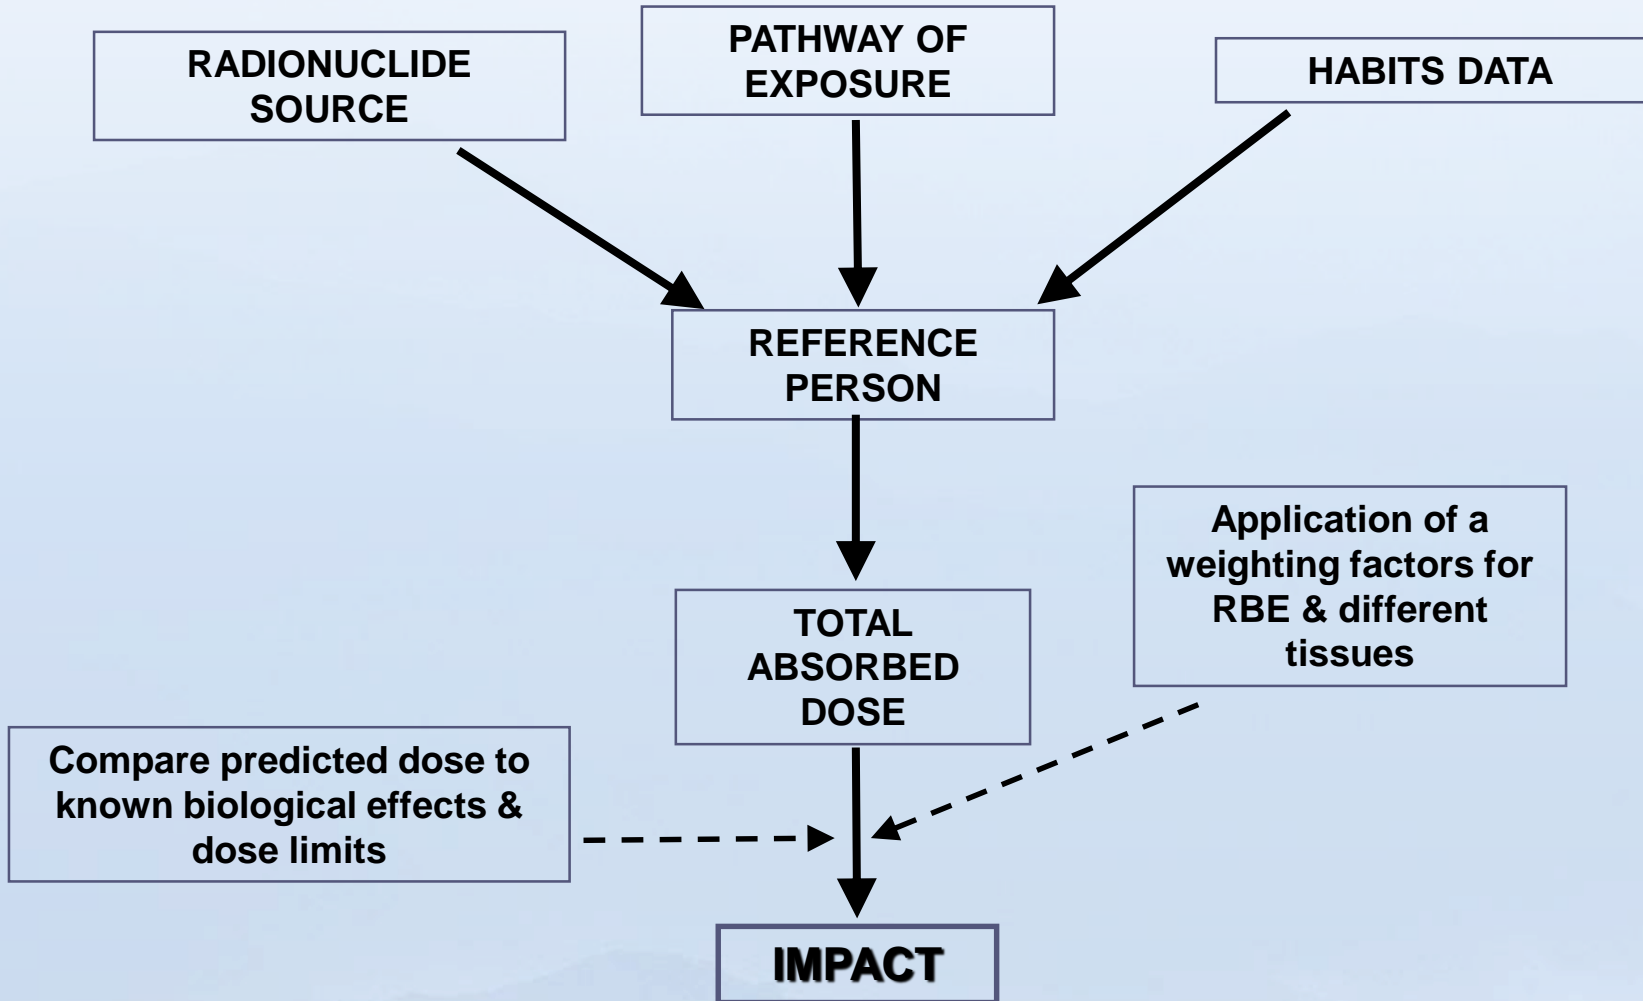 RADIONUCLIDE
SOURCE
PATHWAY OF
EXPOSURE
HABITS DATA
REFERENCE
PERSON
Application of a
weighting factors for
RBE & different
tissues
TOTAL
ABSORBED
DOSE
Compare predicted dose to
known biological effects &
dose limits
IMPACT